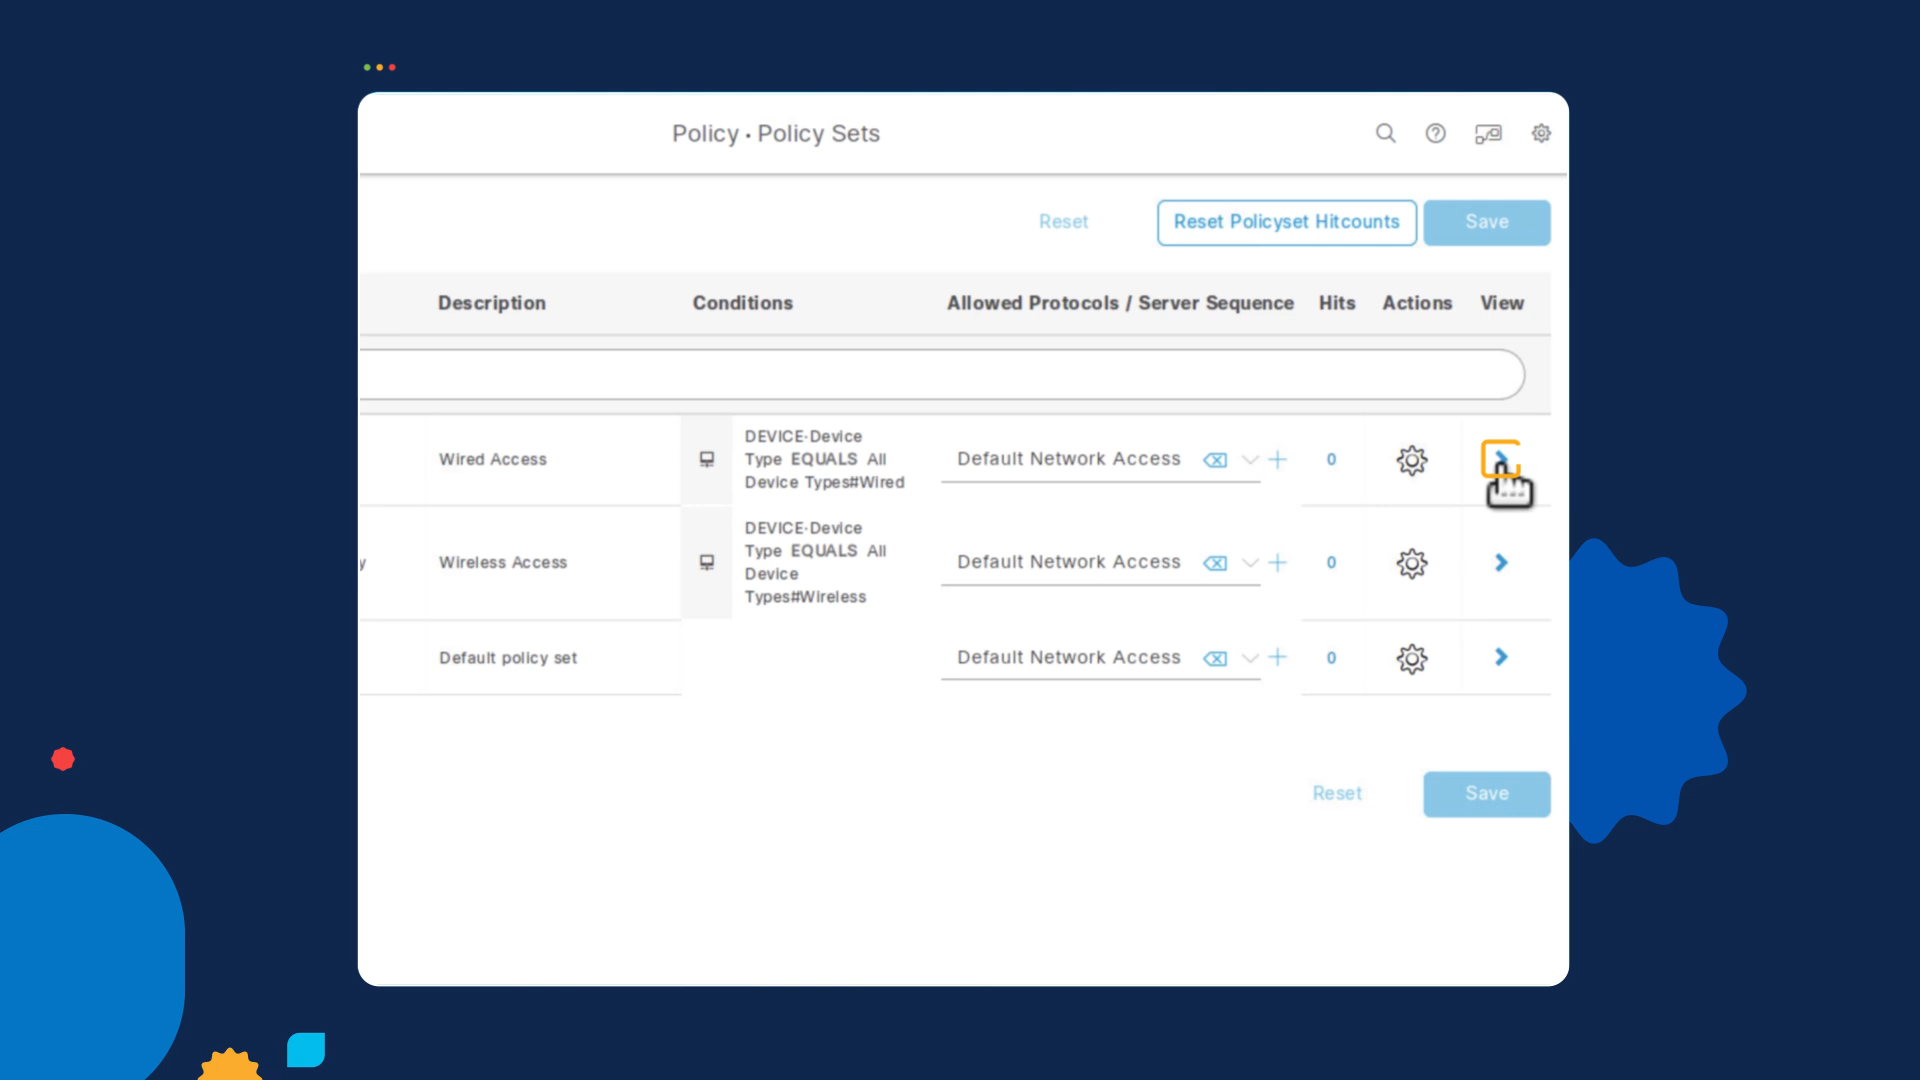 Policy · Policy Sets
Reset
Reset Policyset Hitcounts
Save
Description
Conditions
Allowed Protocols / Server Sequence
Hits
Actions
View
Wired Access
DEVICE·Device
Type EQUALS All
Device Types#Wired
Default Network Access
0
y
Wireless Access
DEVICE·Device
Type EQUALS All
Device
Types#Wireless
Default Network Access
0
Default policy set
Default Network Access
0
Reset
Save